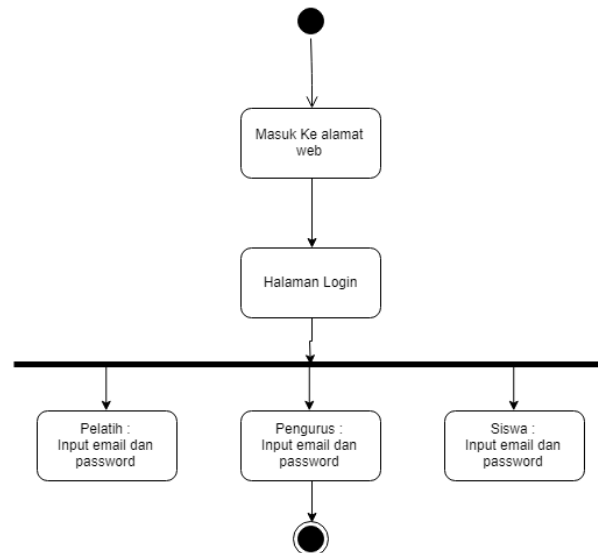 Masuk Ke alamat
web
Halaman Login
Pelatih :
Input email dan
password
Pengurus :
Input email dan
password
Siswa :
Input email dan
password